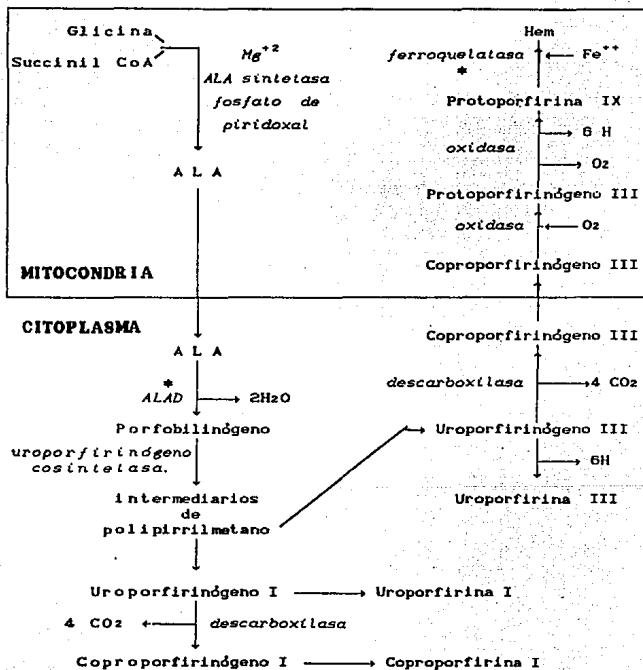 Glicina
Succinil CoA
Mg+2
ALA sintetasa
fosfato de
piridoxal
A L A
A L A
MITOCONDRIA
Hem
ferroquelatasa
*
Fe++
Protoporfirina IX
6 H
oxidasa
O2
Protoporfirinógeno III
oxidasa
O2
Coproporfirinógeno III
CITOPLASMA
*
ALAD
2H2O
Porfobilinógeno
uroporfirinógeno
cosintetasa.
intermediarios
de
polipirrilmetano
Coproporfirinógeno III
descarboxilasa
4 CO2
Uroporfirinógeno III
6H
Uroporfirina III
Uroporfirinógeno I
Uroporfirina I
4 CO2
descarboxilasa
Coproporfirinógeno I
Coproporfirina I